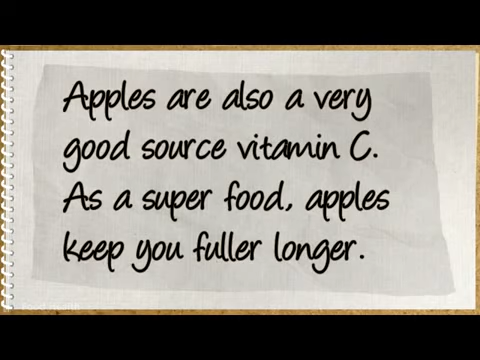 Apples are also a very
good source vitamin C.
As a super food, apples
keep you fuller longer.